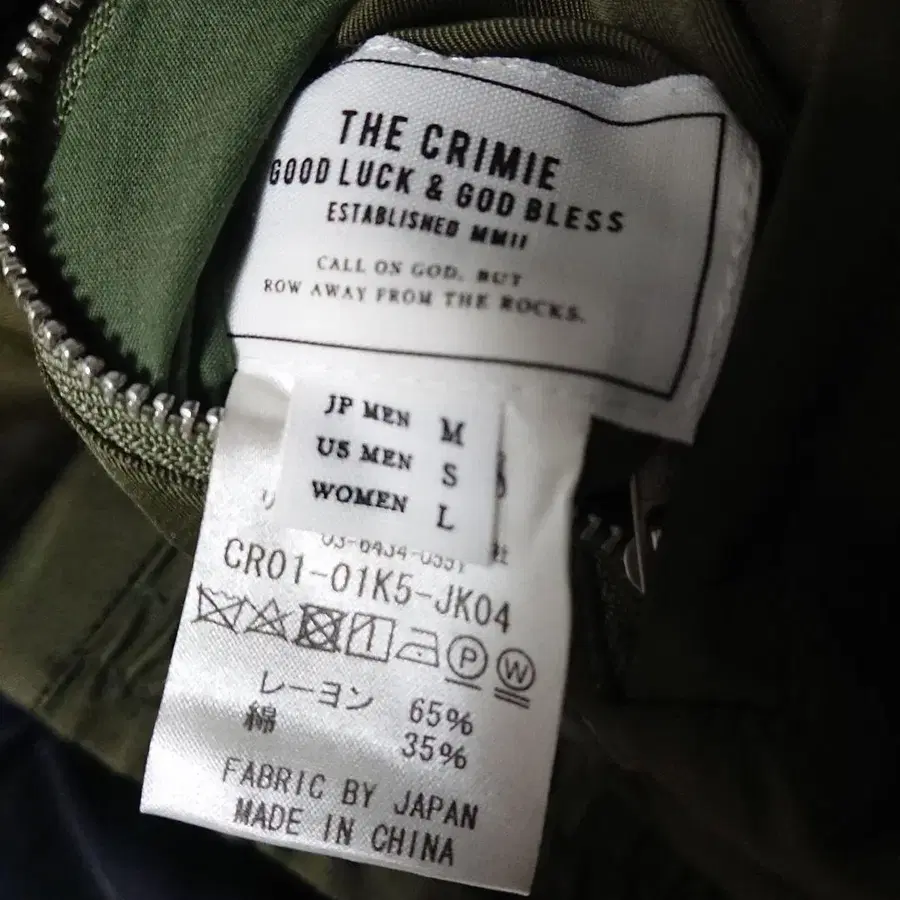 THE CRIMIE
GOOD LUCK & GOD BLESS
ESTABLISHED MMII
CALL ON GOD, BUT
ROW AWAY FROM THE ROCKS.
JP MEN M
US MEN S
WOMEN L
CR01-01K5-JK04
P W
レーヨン 65%
綿 35%
FABRIC BY JAPAN
MADE IN CHINA